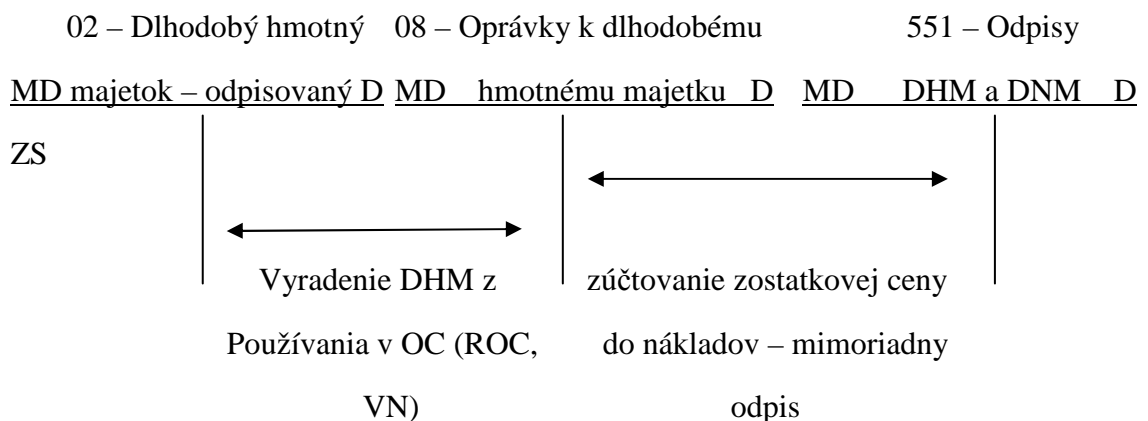 02 – Dlhodobý hmotný 08 – Oprávky k dlhodobému 551 – Odpisy
MD majetok – odpisovaný D MD hmotnému majetku D MD DHM a DNM D
ZS
Vyradenie DHM z zúčtovanie zostatkovej ceny
Používania v OC (ROC, do nákladov – mimoriadny
VN) odpis